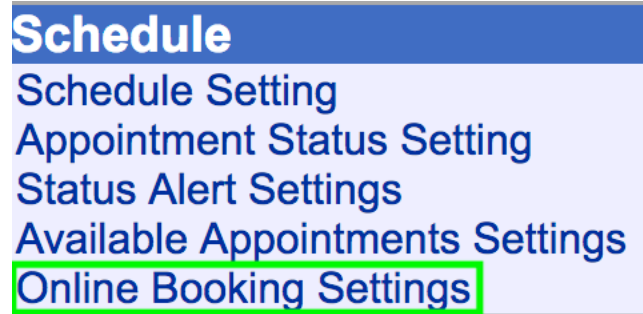 Schedule
Schedule Setting
Appointment Status Setting
Status Alert Settings
Available Appointments Settings
Online Booking Settings